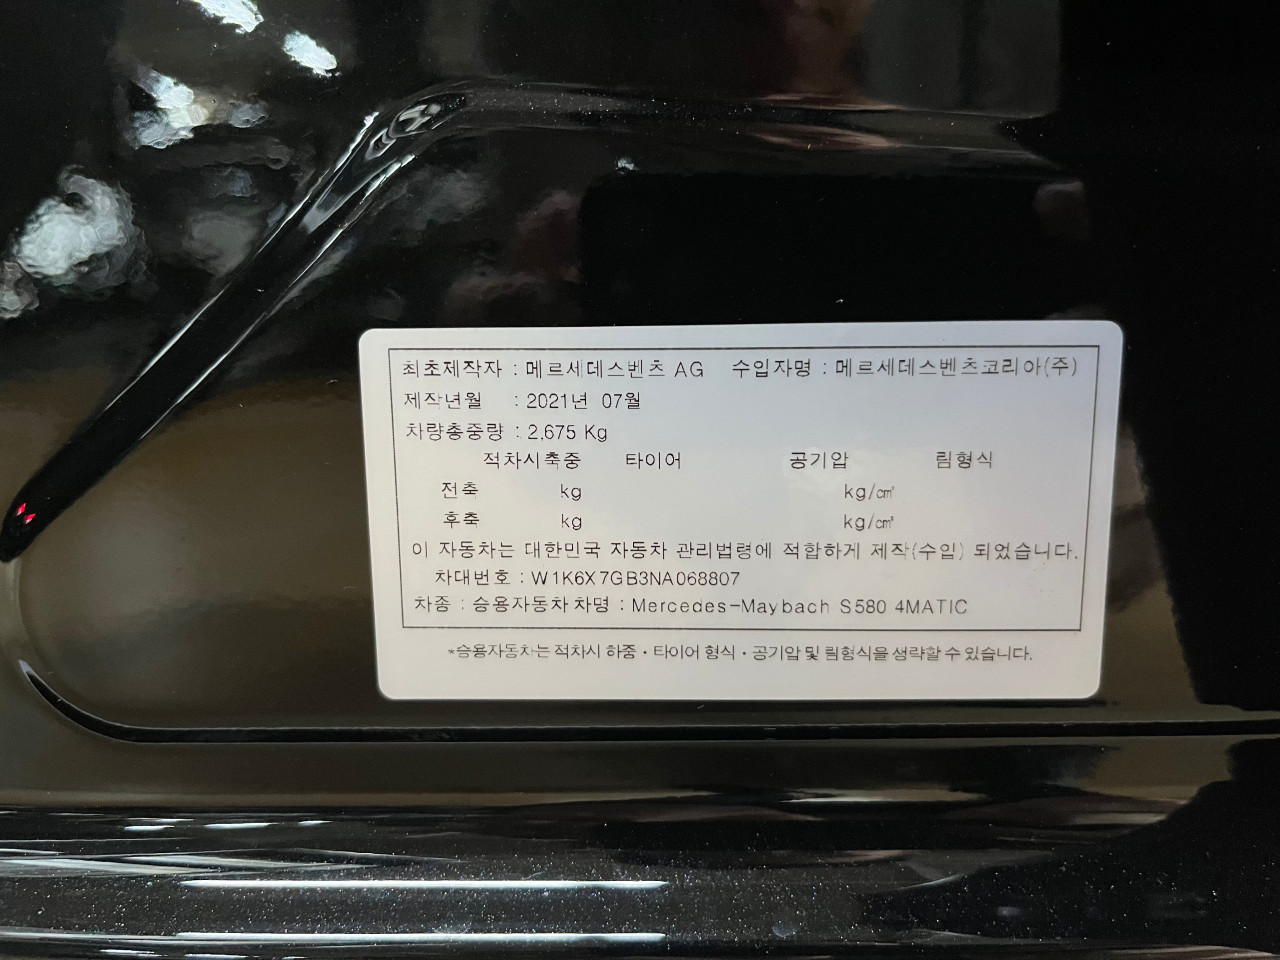 최초제작자 : 메르세데스벤츠 AG 수입자명 : 메르세데스벤츠코리아(주)
제작년월 : 2021년 07월
차량총중량 : 2,675 Kg
적차시축중 타이어 공기압 림형식
전축 kg kg/㎠
후축 kg kg/㎠
이 자동차는 대한민국 자동차 관리법령에 적합하게 제작(수입) 되었습니다.
차대번호 : W1K6X7GB3NA068807
차종 : 승용자동차 차명 : Mercedes-Maybach S580 4MATIC
*승용자동차는 적차시 하중·타이어 형식·공기압 및 림형식을 생략할 수 있습니다.